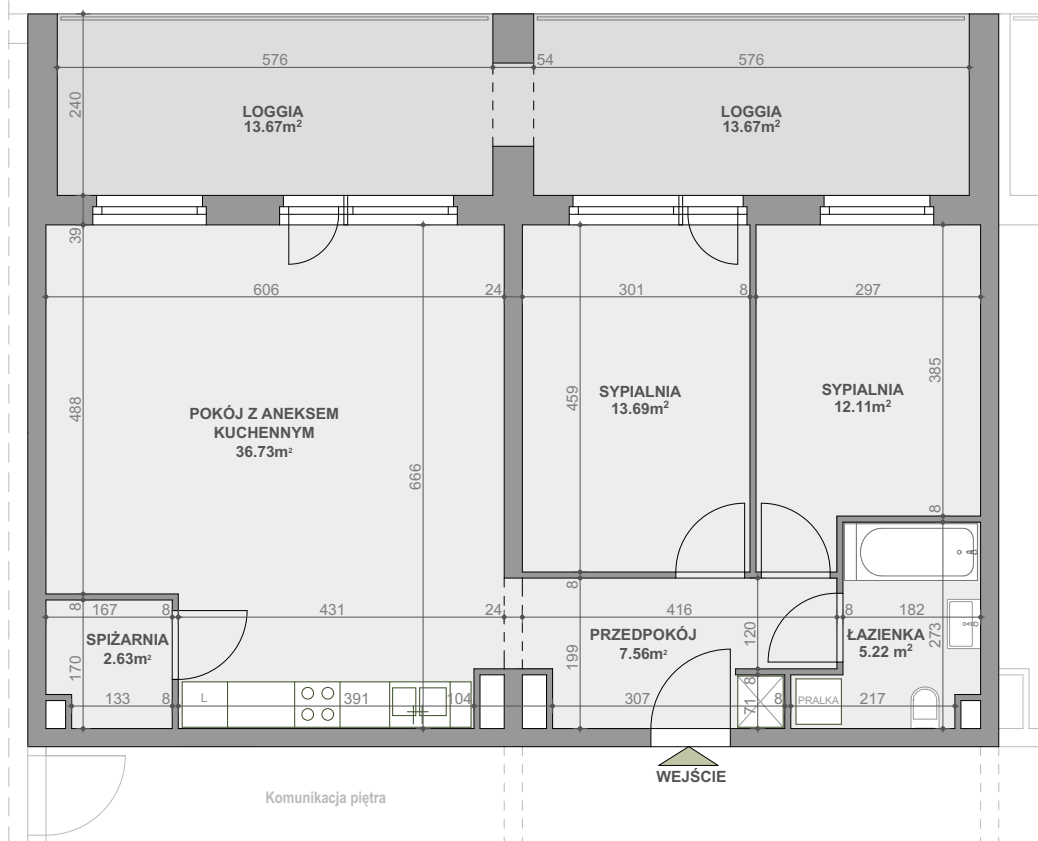 576
54
576
240
LOGGIA
13.67m²
LOGGIA
13.67m²
39
606
24
301
8
297
488
459
385
POKÓJ Z ANEKSEM
KUCHENNYM
36.73m²
SYPIALNIA
13.69m²
SYPIALNIA
12.11m²
666
8
8
167
8
431
24
8
416
8
182
SPIŻARNIA
2.63m²
PRZEDPOKÓJ
7.56m²
120
ŁAZIENKA
5.22 m²
273
170
199
133
8
L
391
104
307
8
71
8
PRALKA
217
WEJŚCIE
Komunikacja piętra